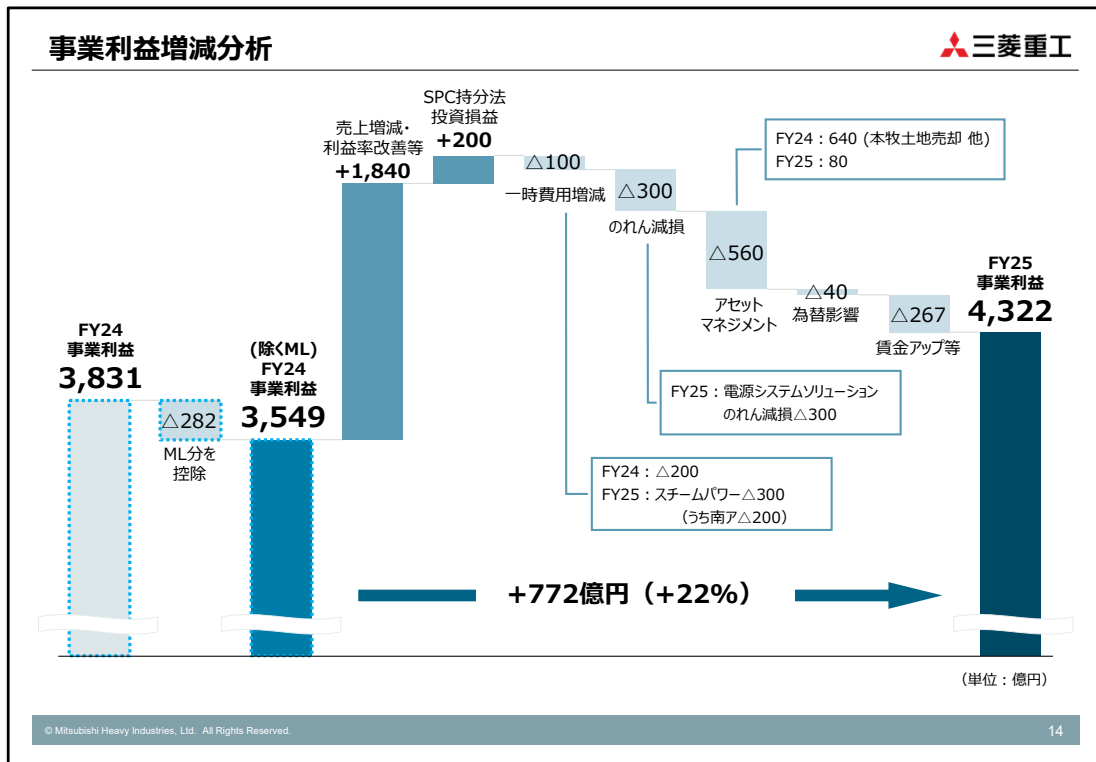 事業利益増減分析
三菱重工
FY24
事業利益
3,831
△282
ML分を
控除
(除くML)
FY24
事業利益
3,549
売上増減・
利益率改善等
+1,840
SPC持分法
投資損益
+200
△100
一時費用増減
△300
のれん減損
△560
アセット
マネジメント
△40
為替影響
△267
賃金アップ等
FY25
事業利益
4,322
FY24：640 (本牧土地売却 他)
FY25：80
FY25：電源システムソリューション
のれん減損△300
FY24：△200
FY25：スチームパワー△300
（うち南ア△200）
+772億円（+22%）
（単位：億円）
© Mitsubishi Heavy Industries, Ltd. All Rights Reserved.
14